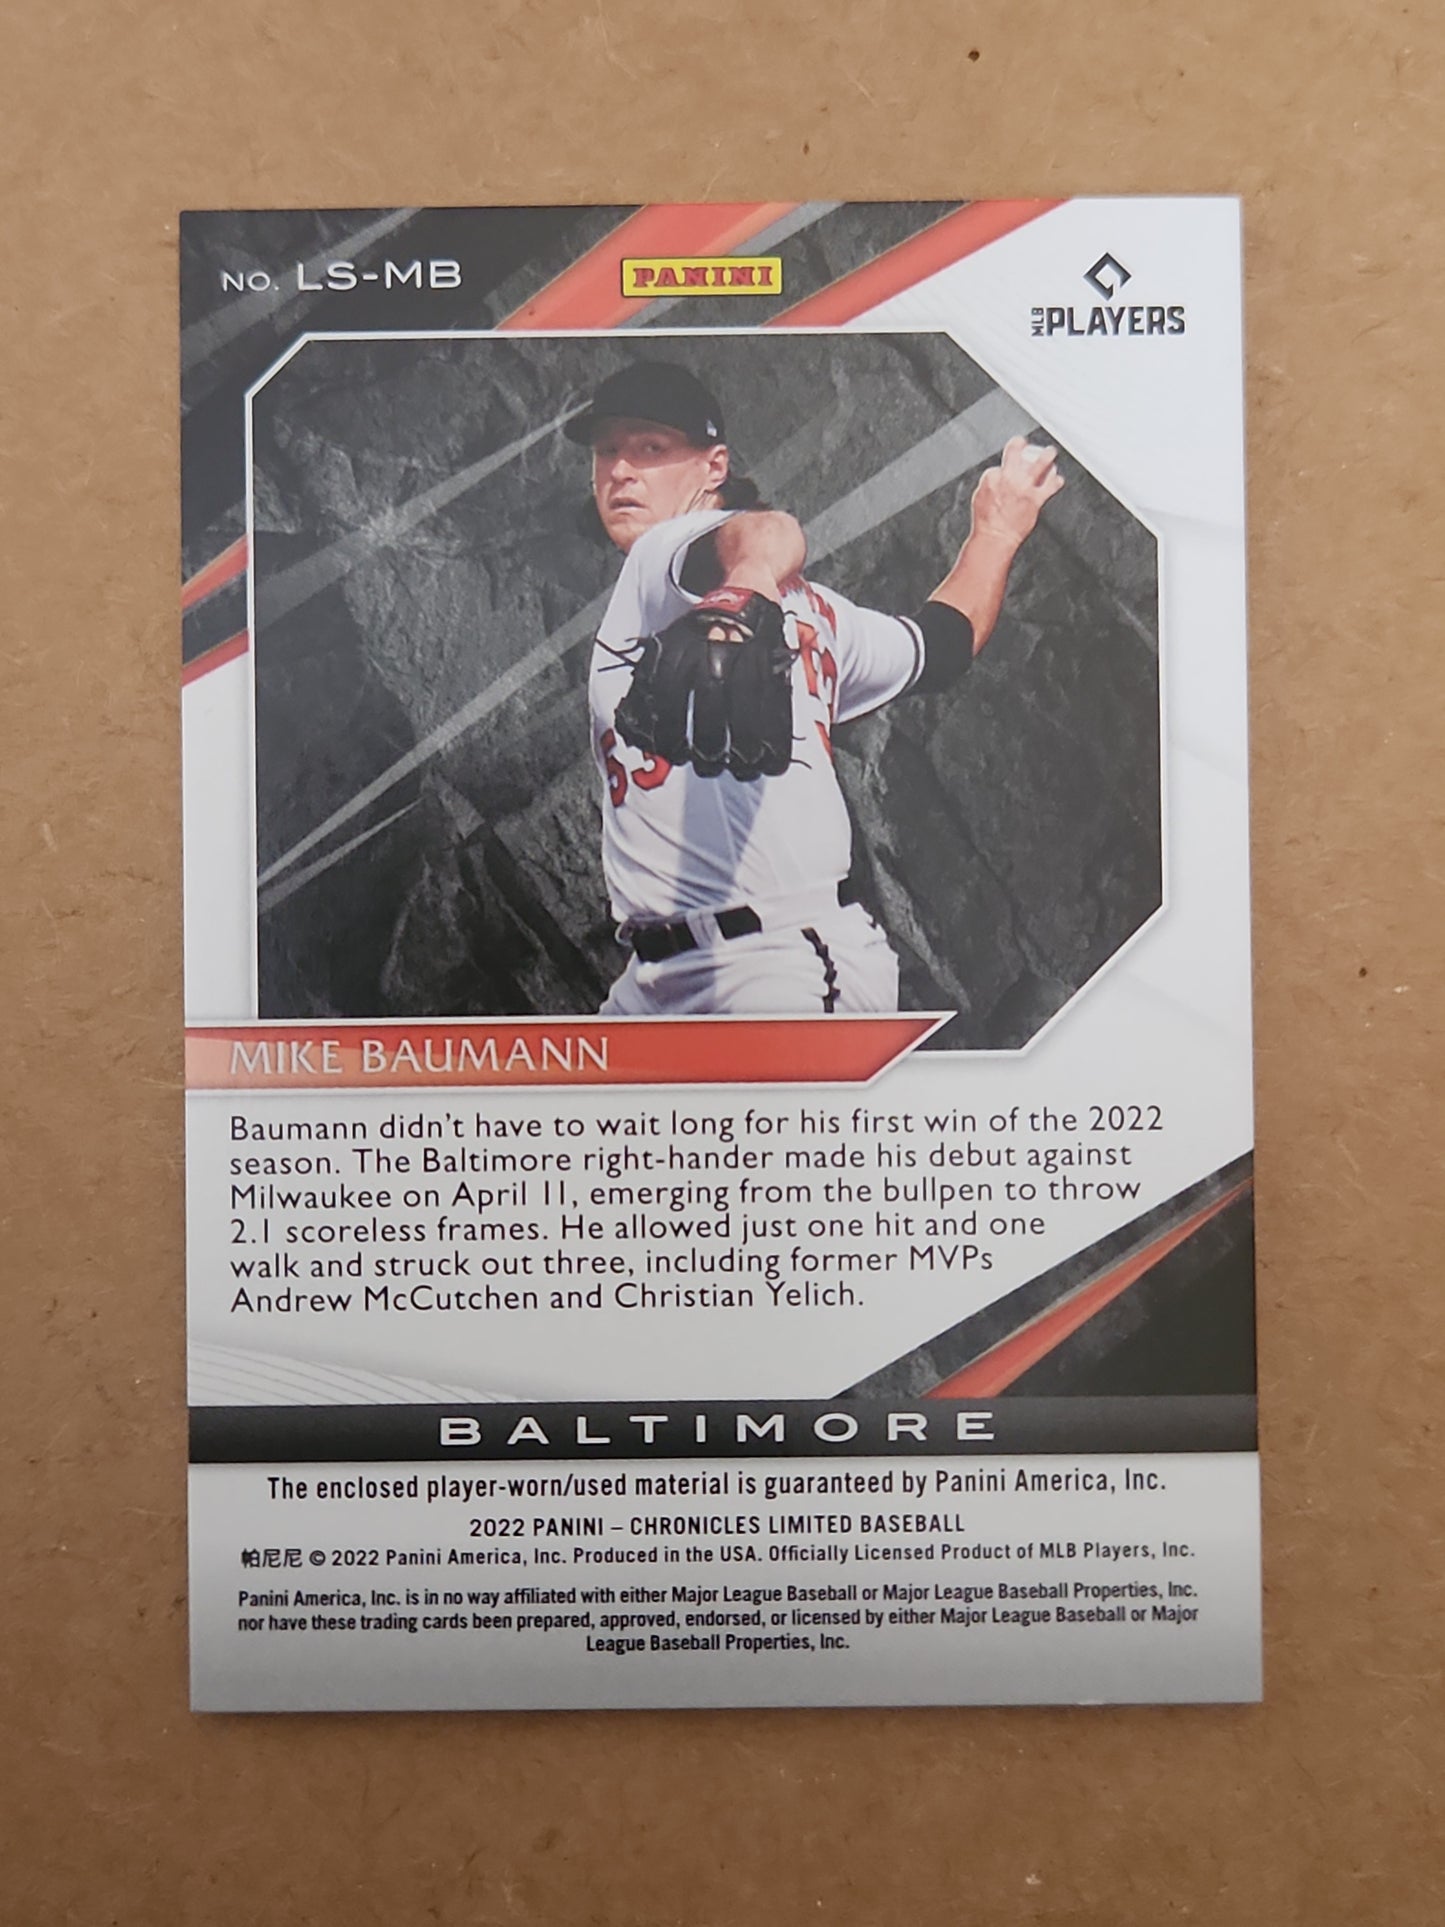 NO. LS-MB
PANINI
MLB PLAYERS
53
MIKE BAUMANN
Baumann didn't have to wait long for his first win of the 2022
season. The Baltimore right-hander made his debut against
Milwaukee on April 11, emerging from the bullpen to throw
2.1 scoreless frames. He allowed just one hit and one
walk and struck out three, including former MVPs
Andrew McCutchen and Christian Yelich.
BALTIMORE
The enclosed player-worn/used material is guaranteed by Panini America, Inc.
2022 PANINI – CHRONICLES LIMITED BASEBALL
帕尼尼 © 2022 Panini America, Inc. Produced in the USA. Officially Licensed Product of MLB Players, Inc.
Panini America, Inc. is in no way affiliated with either Major League Baseball or Major League Baseball Properties, Inc.
nor have these trading cards been prepared, approved, endorsed, or licensed by either Major League Baseball or Major
League Baseball Properties, Inc.